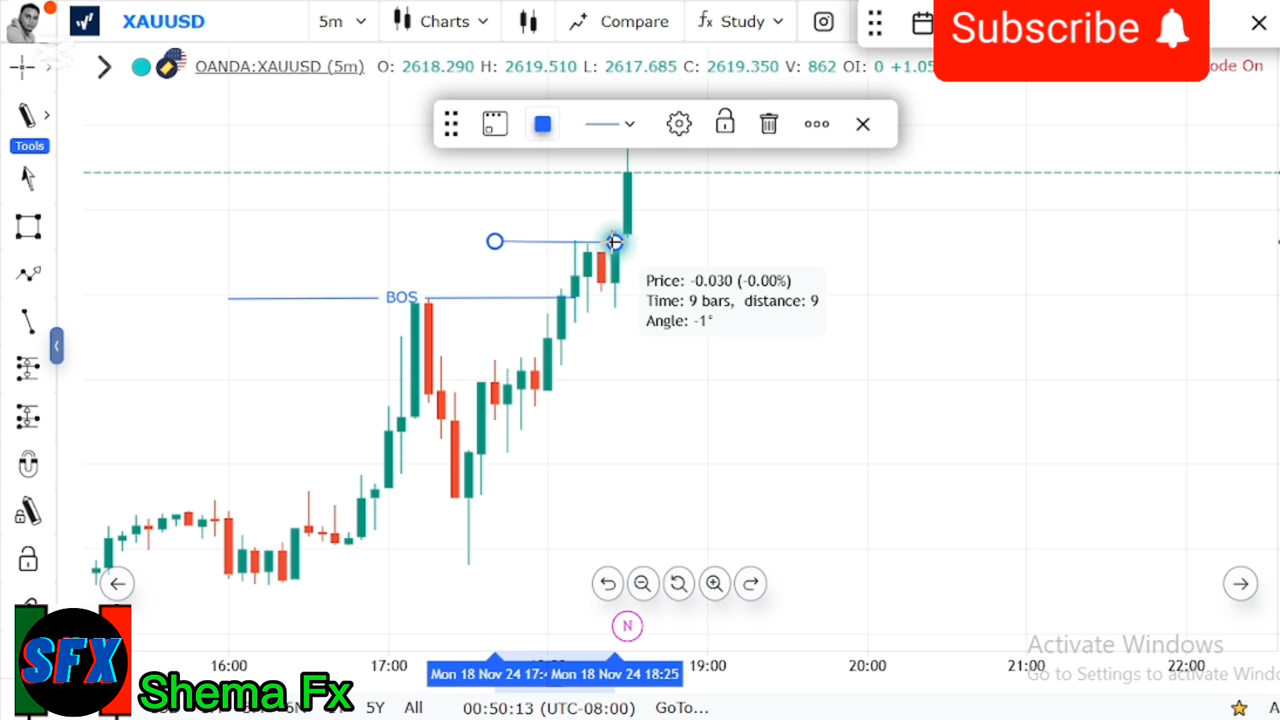 XAUUSD
5m
Charts
Compare
fx Study
Subscribe
OANDA:XAUUSD (5m) O: 2618.290 H: 2619.510 L: 2617.685 C: 2619.350 V: 862 OI: 0 +1.05
ode On
Tools
BOS
Price: -0.030 (-0.00%)
Time: 9 bars, distance: 9
Angle: -1°
N
Activate Windows
Go to Settings to activate Wind
16:00
17:00
19:00
20:00
21:00
22:00
Mon 18 Nov 24 17:4
Mon 18 Nov 24 18:25
SFX
Shema Fx
5Y
All
00:50:13 (UTC-08:00)
GoTo...